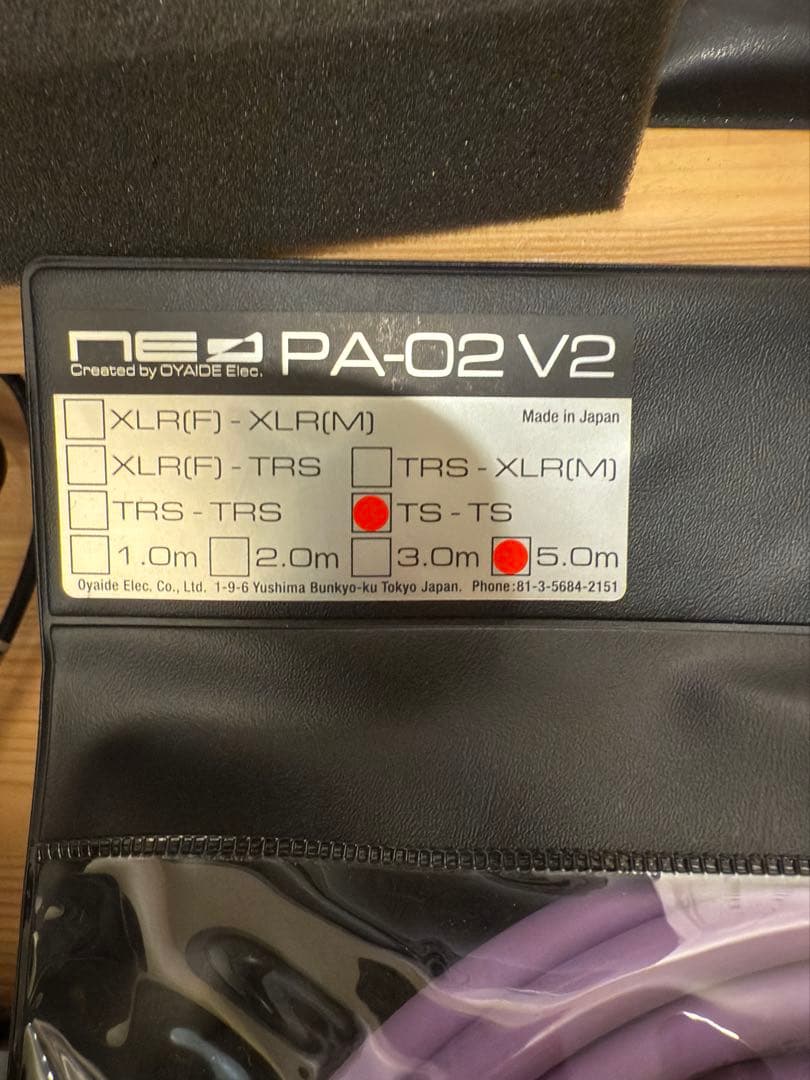 NEO PA-02 V2
Created by OYAIDE Elec.
XLR(F) - XLR(M) Made in Japan
XLR(F) - TRS TRS - XLR(M)
TRS - TRS TS - TS
1.0m 2.0m 3.0m 5.0m
Oyaide Elec. Co., Ltd. 1-9-6 Yushima Bunkyo-ku Tokyo Japan. Phone:81-3-5684-2151